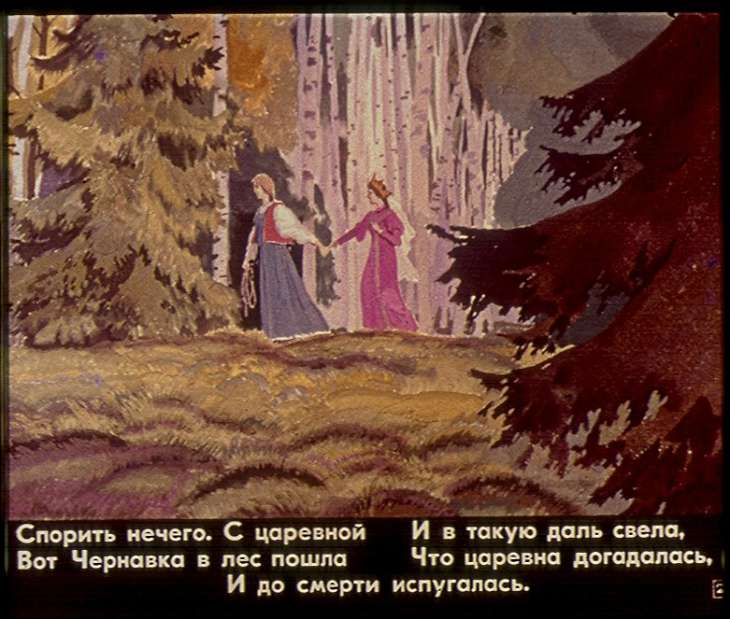 Спорить нечего. С царевной
Вот Чернавка в лес пошла
И в такую даль свела,
Что царевна догадалась,
И до смерти испугалась.